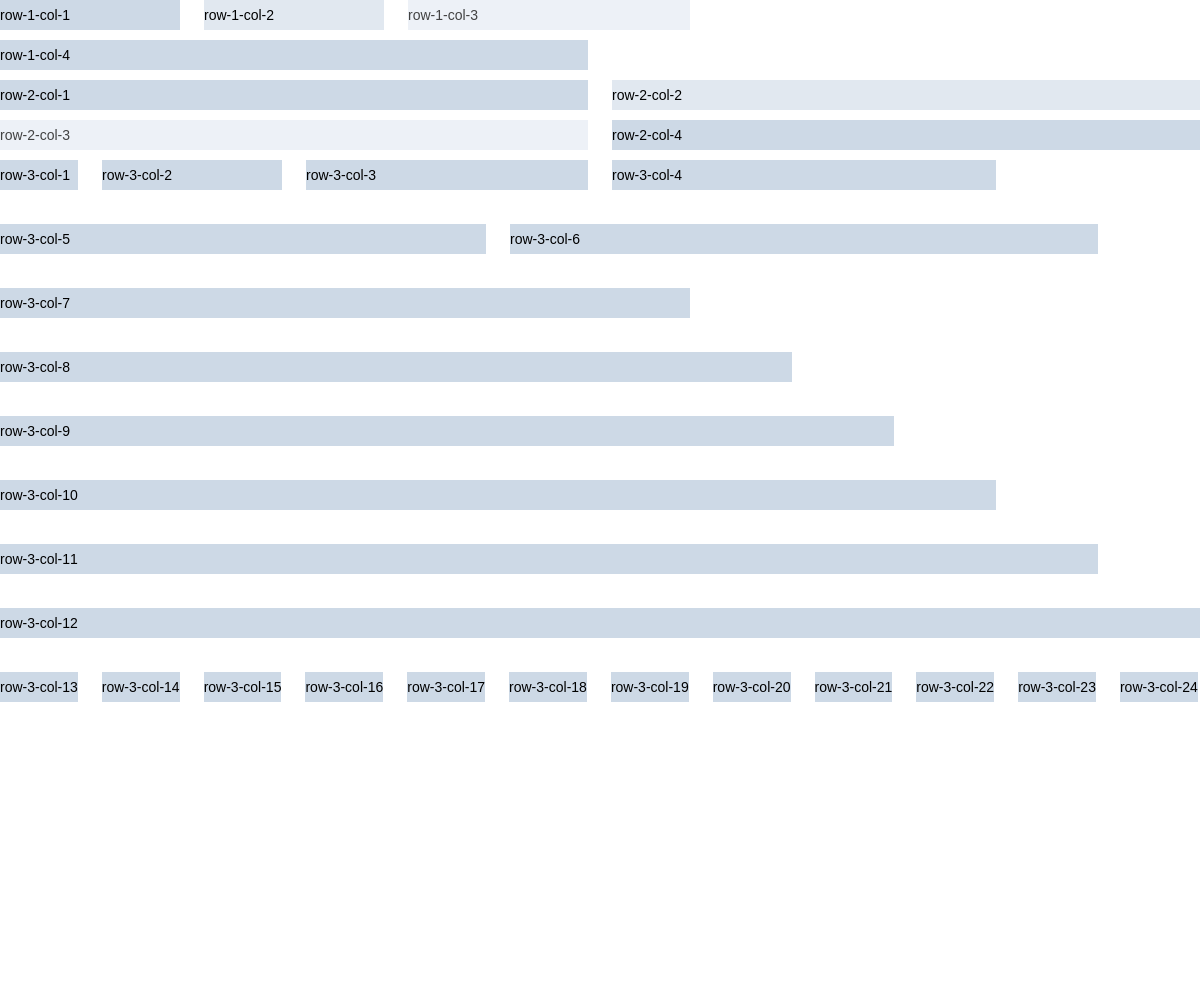 row-1-col-1 row-1-col-2 row-1-col-3
row-1-col-4
row-2-col-1 row-2-col-2
row-2-col-3 row-2-col-4
row-3-col-1 row-3-col-2 row-3-col-3 row-3-col-4
row-3-col-5 row-3-col-6
row-3-col-7
row-3-col-8
row-3-col-9
row-3-col-10
row-3-col-11
row-3-col-12
row-3-col-13 row-3-col-14 row-3-col-15 row-3-col-16 row-3-col-17 row-3-col-18 row-3-col-19 row-3-col-20 row-3-col-21 row-3-col-22 row-3-col-23 row-3-col-24